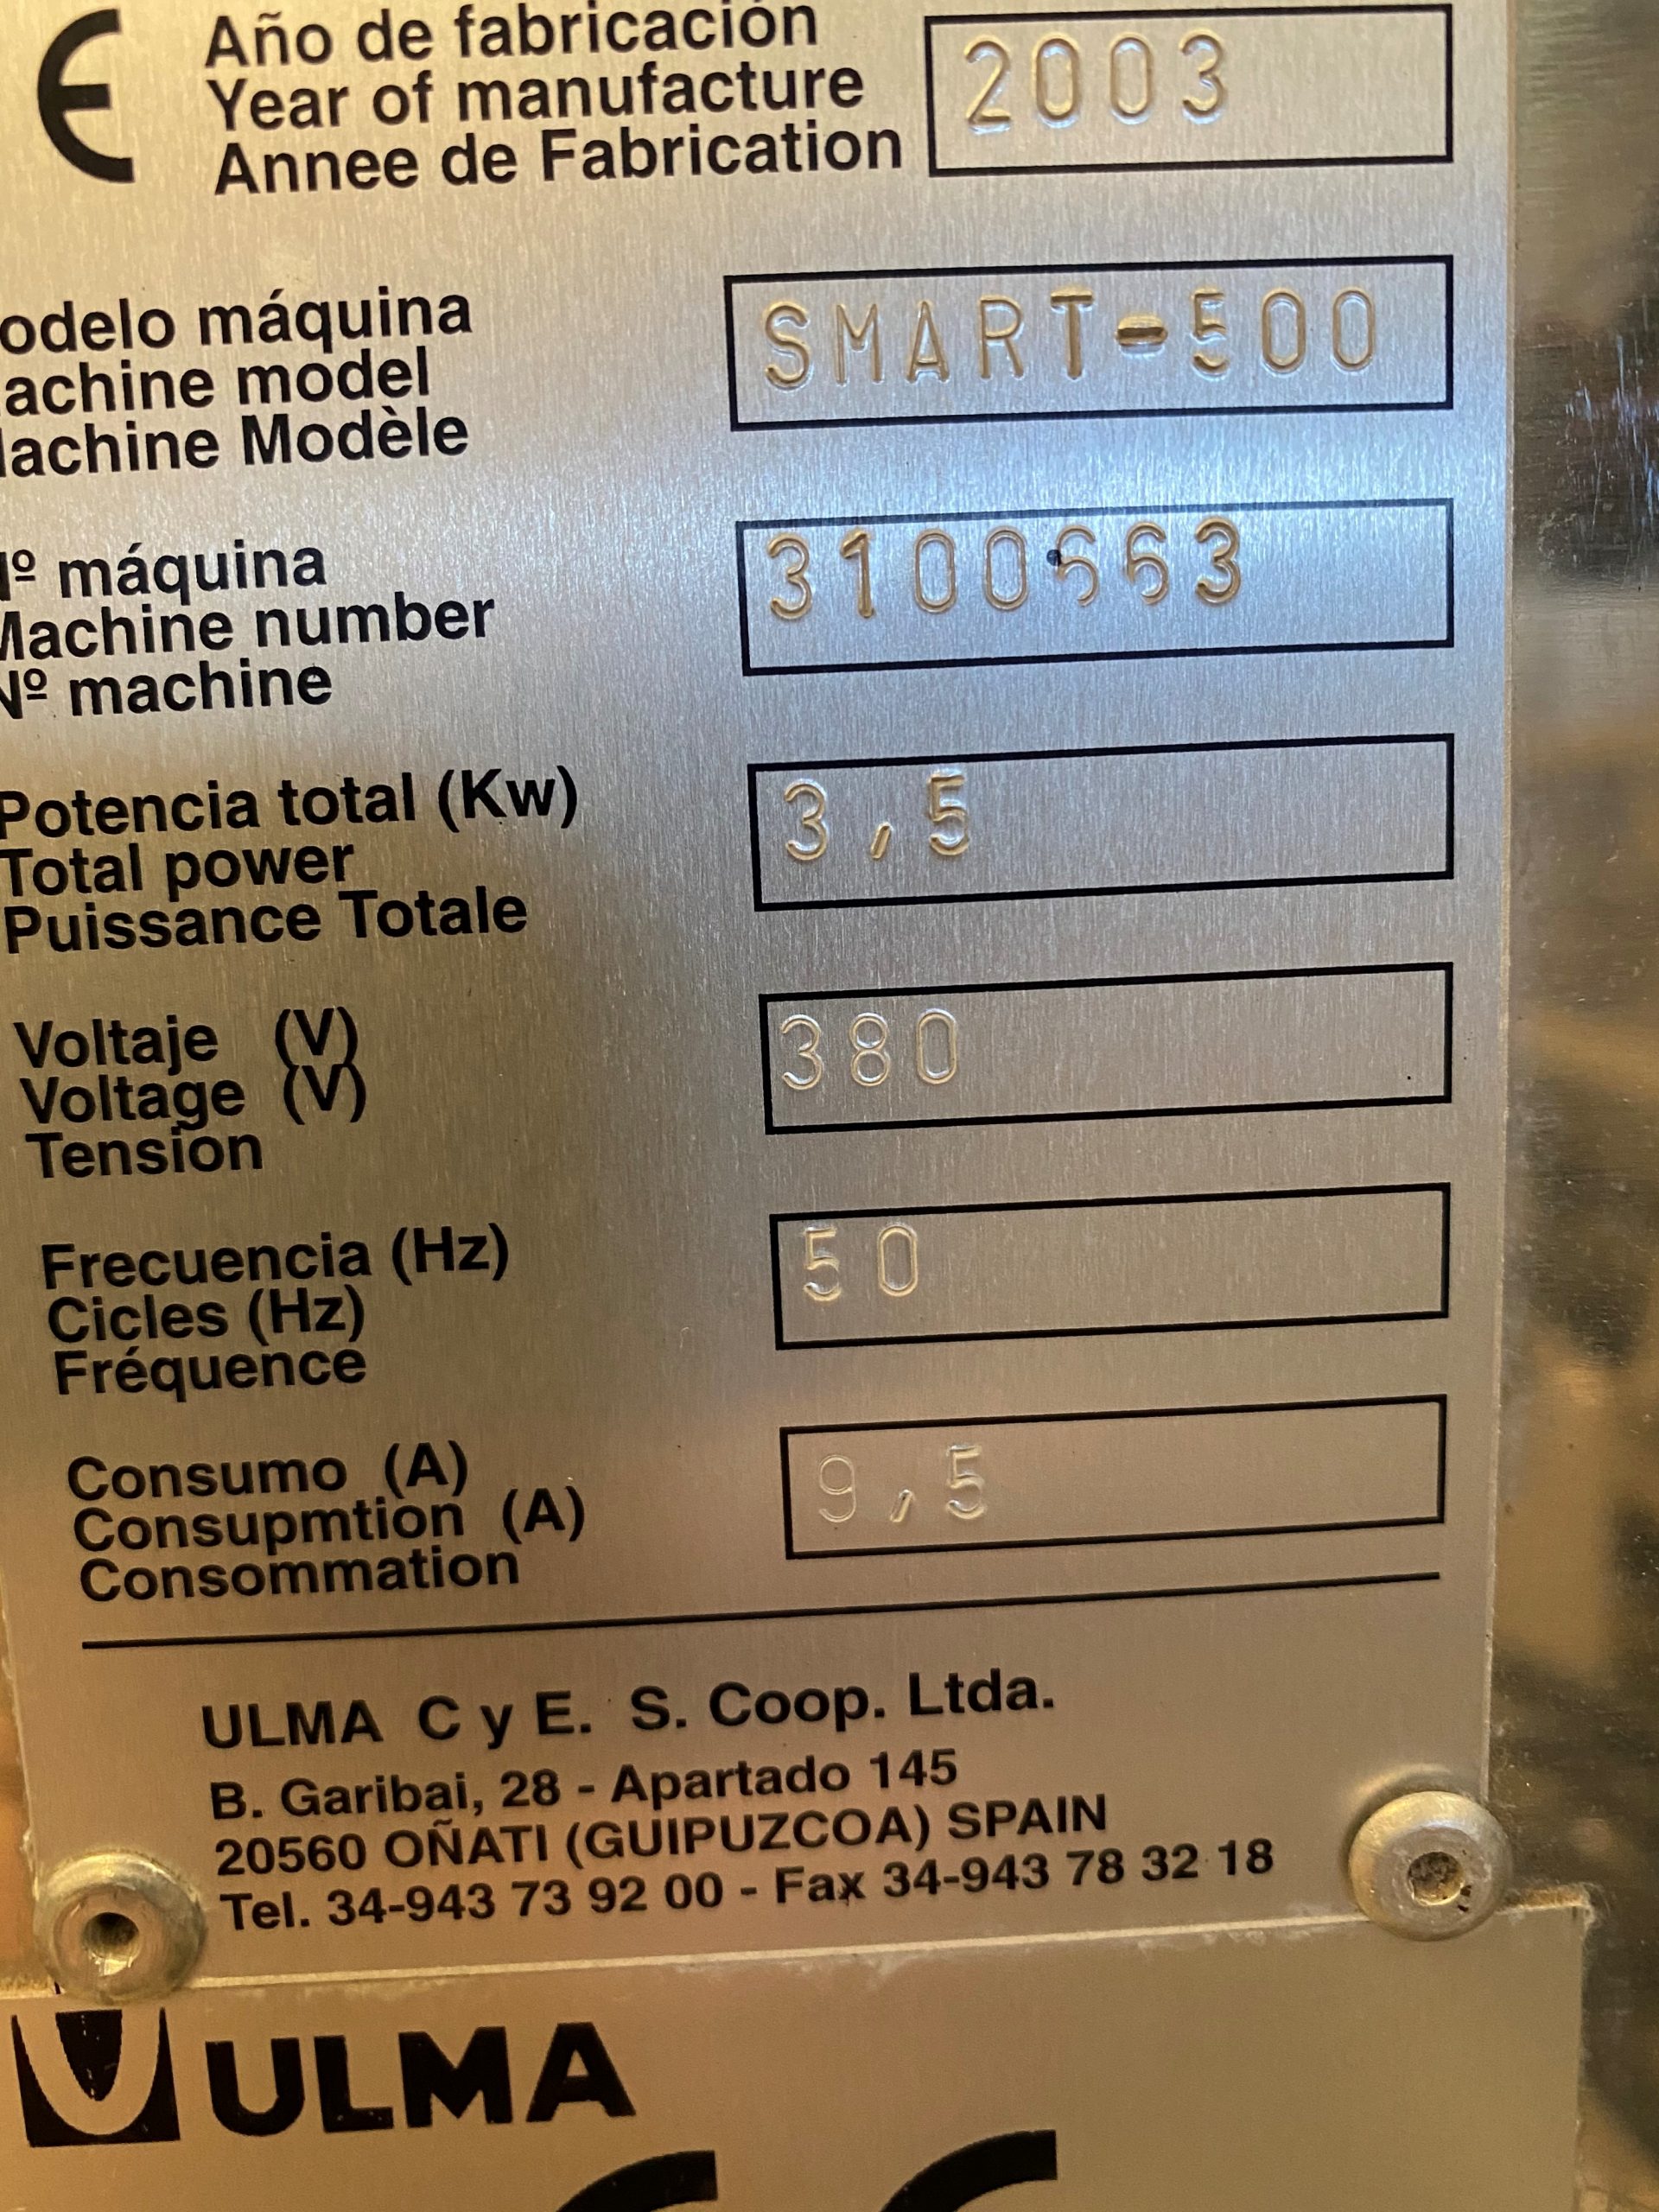 Año de fabricación
Year of manufacture
Annee de Fabrication
2003
odelo máquina
achine model
achine Modèle
SMART-500
Nº máquina
Machine number
Nº machine
3100663
Potencia total (Kw)
Total power
Puissance Totale
3,5
Voltaje (V)
Voltage (V)
Tension
380
Frecuencia (Hz)
Cicles (Hz)
Fréquence
50
Consumo (A)
Consupmtion (A)
Consommation
9,5
ULMA C y E. S. Coop. Ltda.
B. Garibai, 28 - Apartado 145
20560 OÑATI (GUIPUZCOA) SPAIN
Tel. 34-943 73 92 00 - Fax 34-943 78 32 18
ULMA